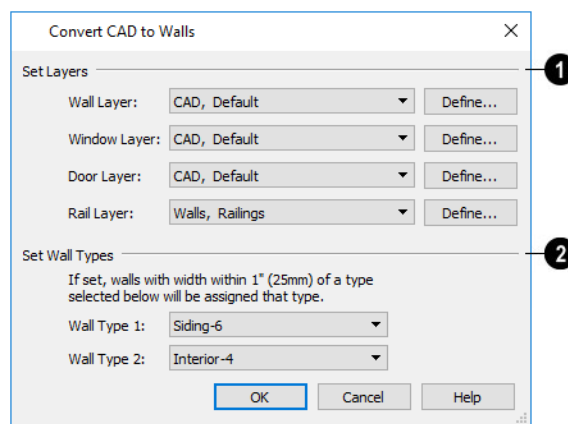 Convert CAD to Walls
Set Layers
1
Wall Layer: CAD, Default Define...
Window Layer: CAD, Default Define...
Door Layer: CAD, Default Define...
Rail Layer: Walls, Railings Define...
Set Wall Types
2
If set, walls with width within 1" (25mm) of a type
selected below will be assigned that type.
Wall Type 1: Siding-6
Wall Type 2: Interior-4
OK Cancel Help